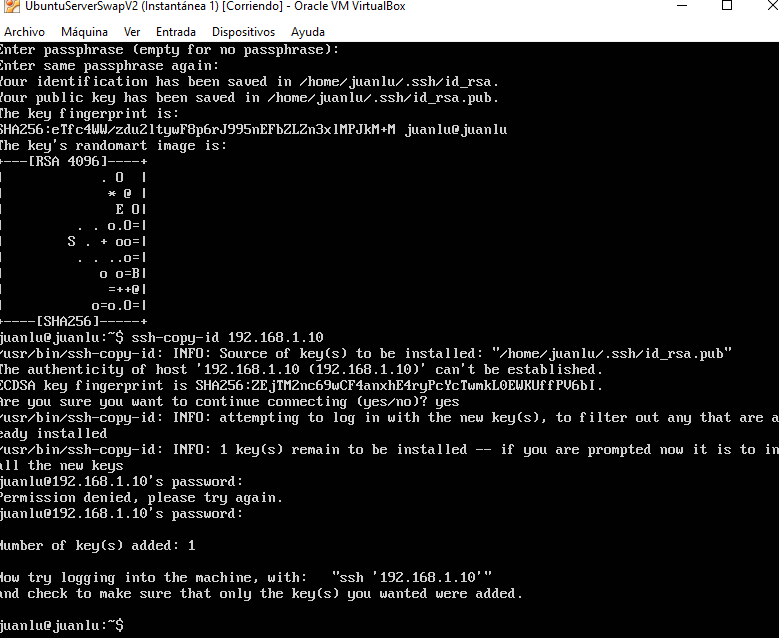 UbuntuServerSwapV2 (Instantánea 1) [Corriendo] - Oracle VM VirtualBox
Archivo Máquina Ver Entrada Dispositivos Ayuda
Enter passphrase (empty for no passphrase):
Enter same passphrase again:
Your identification has been saved in /home/juanlu/.ssh/id_rsa.
Your public key has been saved in /home/juanlu/.ssh/id_rsa.pub.
The key fingerprint is:
SHA256:eTfc4WW/zdu2ltywF8p6rJ995nEFbZLZn3xlMPJkM+M juanlu@juanlu
The key's randomart image is:
+---[RSA 4096]----+
|            . O  |
|             * @ |
|              E O|
|         . . o.O=|
|        S . + oo=|
|         . . ..o=|
|            o o=B|
|             =++@|
|           o=o.O=|
+----[SHA256]-----+
juanlu@juanlu:~$ ssh-copy-id 192.168.1.10
/usr/bin/ssh-copy-id: INFO: Source of key(s) to be installed: "/home/juanlu/.ssh/id_rsa.pub"
The authenticity of host '192.168.1.10 (192.168.1.10)' can't be established.
ECDSA key fingerprint is SHA256:ZEjTM2nc69wCF4anxhE4ryPcYcTwmkL0EWKUffPV6bI.
Are you sure you want to continue connecting (yes/no)? yes
/usr/bin/ssh-copy-id: INFO: attempting to log in with the new key(s), to filter out any that are a
eady installed
/usr/bin/ssh-copy-id: INFO: 1 key(s) remain to be installed -- if you are prompted now it is to in
all the new keys
juanlu@192.168.1.10's password:
Permission denied, please try again.
juanlu@192.168.1.10's password:
Number of key(s) added: 1
Now try logging into the machine, with:   "ssh '192.168.1.10'"
and check to make sure that only the key(s) you wanted were added.
juanlu@juanlu:~$